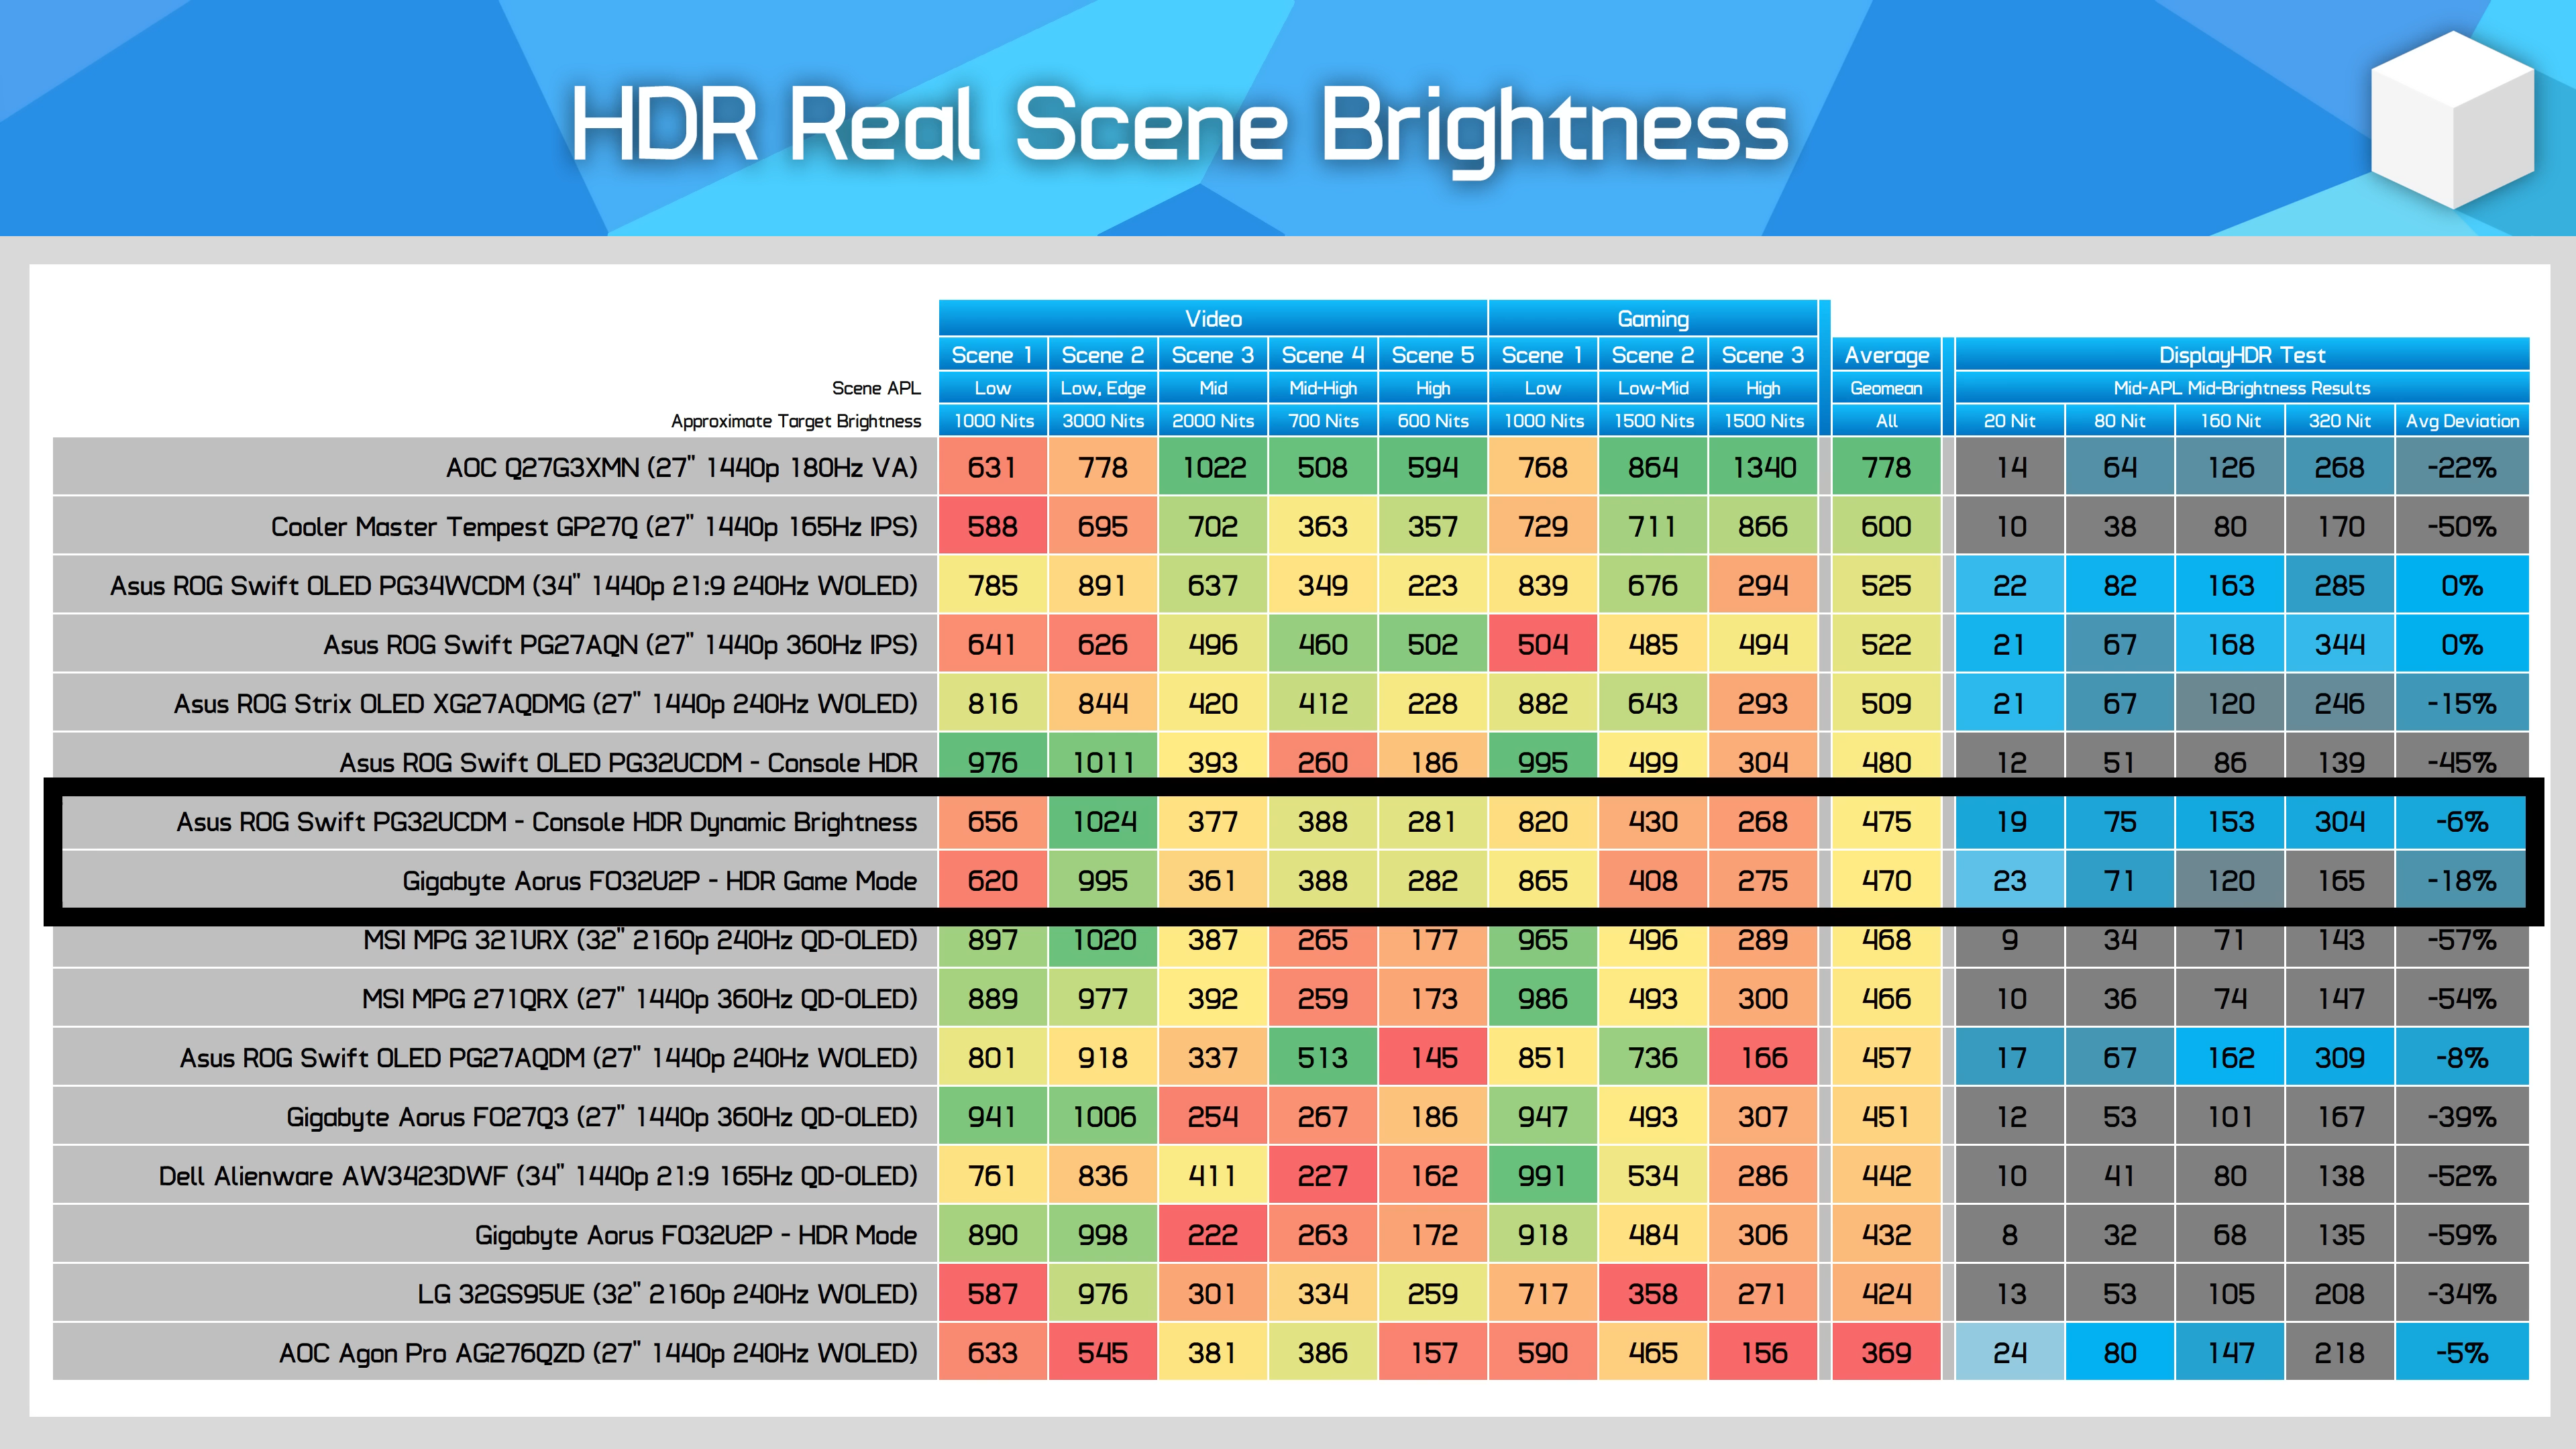 HDR Real Scene Brightness
Video Gaming
Scene 1 Scene 2 Scene 3 Scene 4 Scene 5 Scene 1 Scene 2 Scene 3 Average DisplayHDR Test
Scene APL Low Low, Edge Mid Mid-High High Low Low-Mid High Geomean Mid-APL Mid-Brightness Results
Approximate Target Brightness 1000 Nits 3000 Nits 2000 Nits 700 Nits 600 Nits 1000 Nits 1500 Nits 1500 Nits All 20 Nit 80 Nit 160 Nit 320 Nit Avg Deviation
AOC Q27G3XMN (27" 1440p 180Hz VA) 631 778 1022 508 594 768 864 1340 778 14 64 126 268 -22%
Cooler Master Tempest GP27Q (27" 1440p 165Hz IPS) 588 695 702 363 357 729 711 866 600 10 38 80 170 -50%
Asus ROG Swift OLED PG34WCDM (34" 1440p 21:9 240Hz WOLED) 785 891 637 349 223 839 676 294 525 22 82 163 285 0%
Asus ROG Swift PG27AQN (27" 1440p 360Hz IPS) 641 626 496 460 502 504 485 494 522 21 67 168 344 0%
Asus ROG Strix OLED XG27AQDMG (27" 1440p 240Hz WOLED) 816 844 420 412 228 882 643 293 509 21 67 120 246 -15%
Asus ROG Swift OLED PG32UCDM - Console HDR 976 1011 393 260 186 995 499 304 480 12 51 86 139 -45%
Asus ROG Swift PG32UCDM - Console HDR Dynamic Brightness 656 1024 377 388 281 820 430 268 475 19 75 153 304 -6%
Gigabyte Aorus FO32U2P - HDR Game Mode 620 995 361 388 282 865 408 275 470 23 71 120 165 -18%
MSI MPG 321URX (32" 2160p 240Hz QD-OLED) 897 1020 387 265 177 965 496 289 468 9 34 71 143 -57%
MSI MPG 271QRX (27" 1440p 360Hz QD-OLED) 889 977 392 259 173 986 493 300 466 10 36 74 147 -54%
Asus ROG Swift OLED PG27AQDM (27" 1440p 240Hz WOLED) 801 918 337 513 145 851 736 166 457 17 67 162 309 -8%
Gigabyte Aorus FO27Q3 (27" 1440p 360Hz QD-OLED) 941 1006 254 267 186 947 493 307 451 12 53 101 167 -39%
Dell Alienware AW3423DWF (34" 1440p 21:9 165Hz QD-OLED) 761 836 411 227 162 991 534 286 442 10 41 80 138 -52%
Gigabyte Aorus FO32U2P - HDR Mode 890 998 222 263 172 918 484 306 432 8 32 68 135 -59%
LG 32GS95UE (32" 2160p 240Hz WOLED) 587 976 301 334 259 717 358 271 424 13 53 105 208 -34%
AOC Agon Pro AG276QZD (27" 1440p 240Hz WOLED) 633 545 381 386 157 590 465 156 369 24 80 147 218 -5%